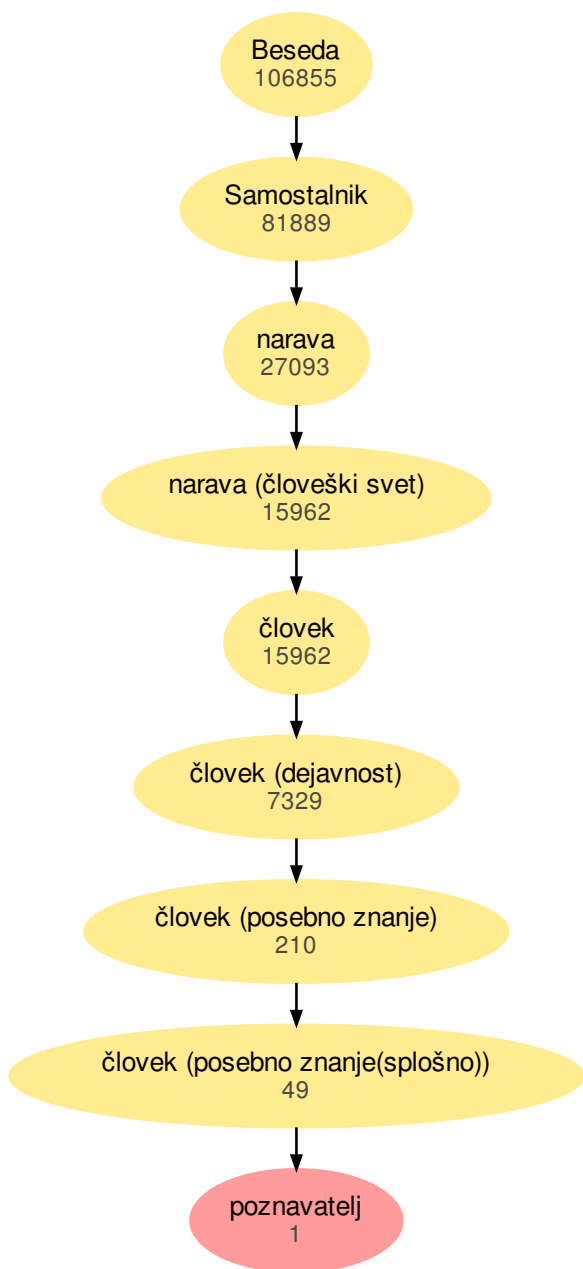 Beseda
106855
Samostalnik
81889
narava
27093
narava (človeški svet)
15962
človek
15962
človek (dejavnost)
7329
človek (posebno znanje)
210
človek (posebno znanje(splošno))
49
poznavatelj
1